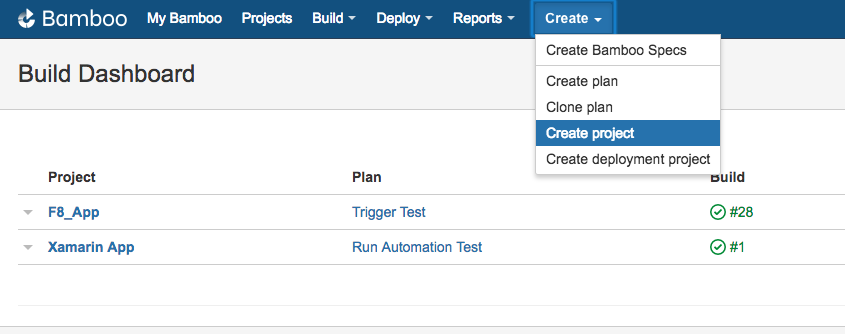 Bamboo My Bamboo Projects Build Deploy Reports Create
Create Bamboo Specs
Build Dashboard
Create plan
Clone plan
Create project
Create deployment project
Project Plan Build
F8_App Trigger Test #28
Xamarin App Run Automation Test #1